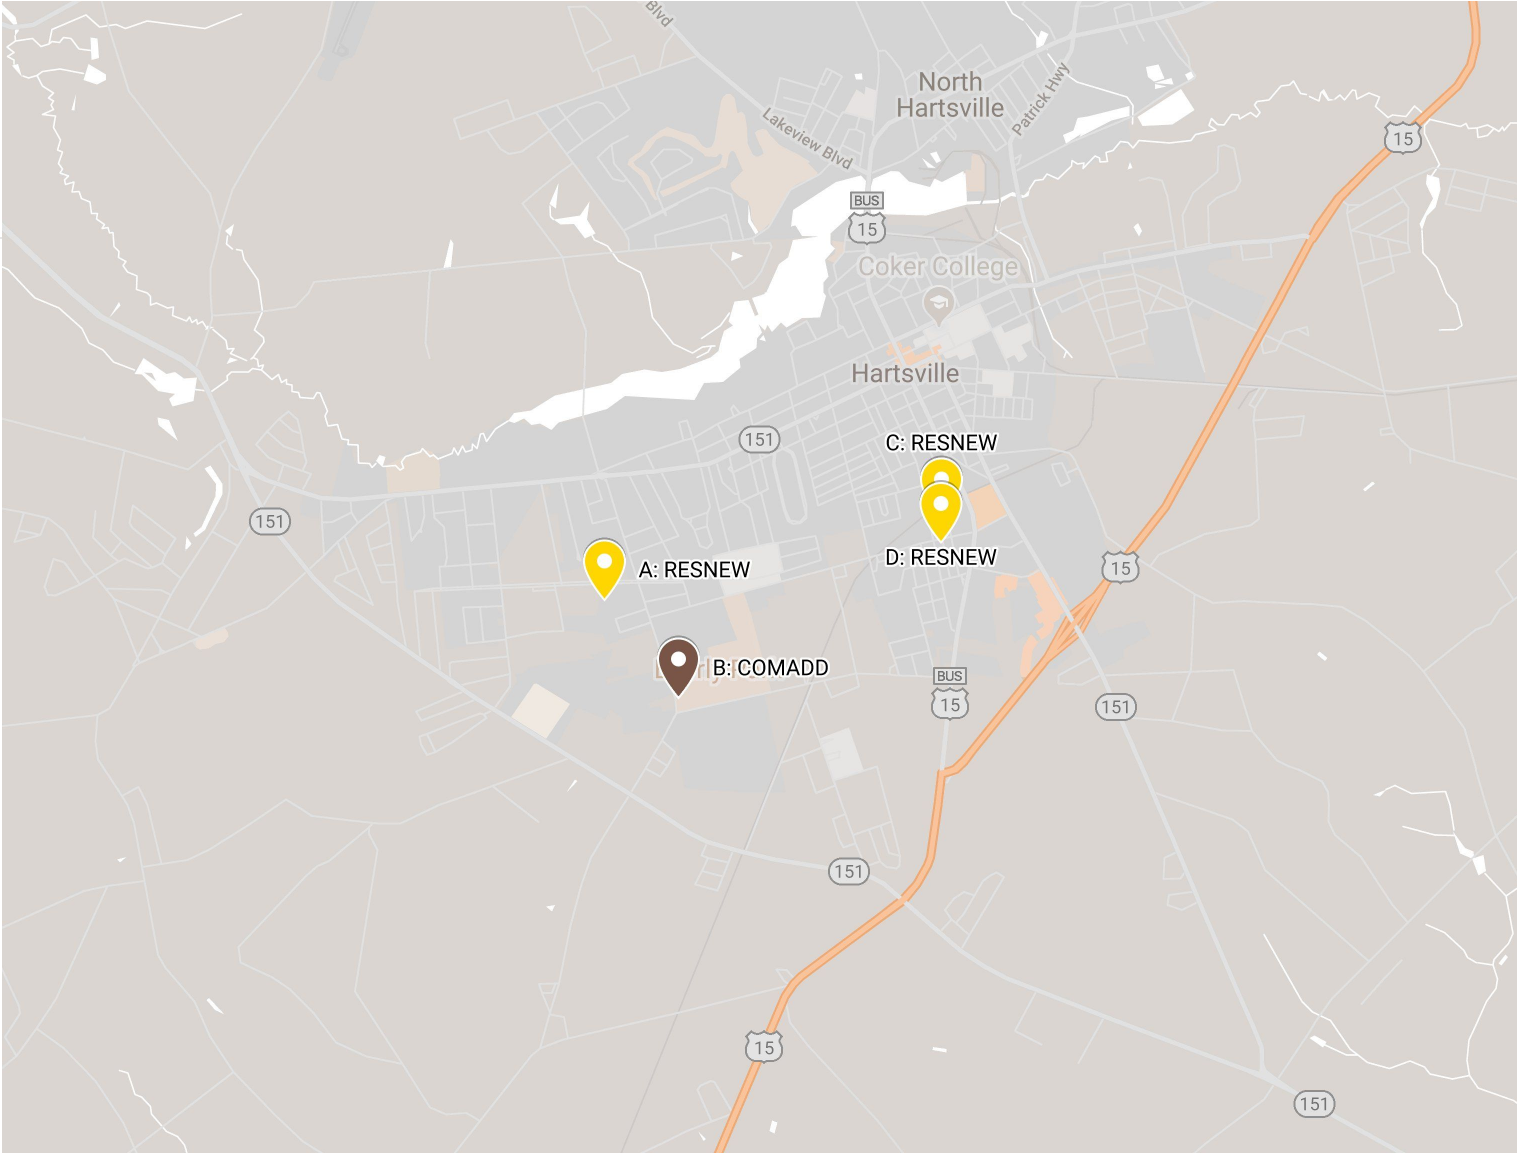 Blvd
North
Hartsville
Patrick Hwy
Lakeview Blvd
15
BUS
15
Coker College
Hartsville
151
C: RESNEW
151
D: RESNEW
A: RESNEW
15
B: COMADD
BUS
15
151
151
15
151